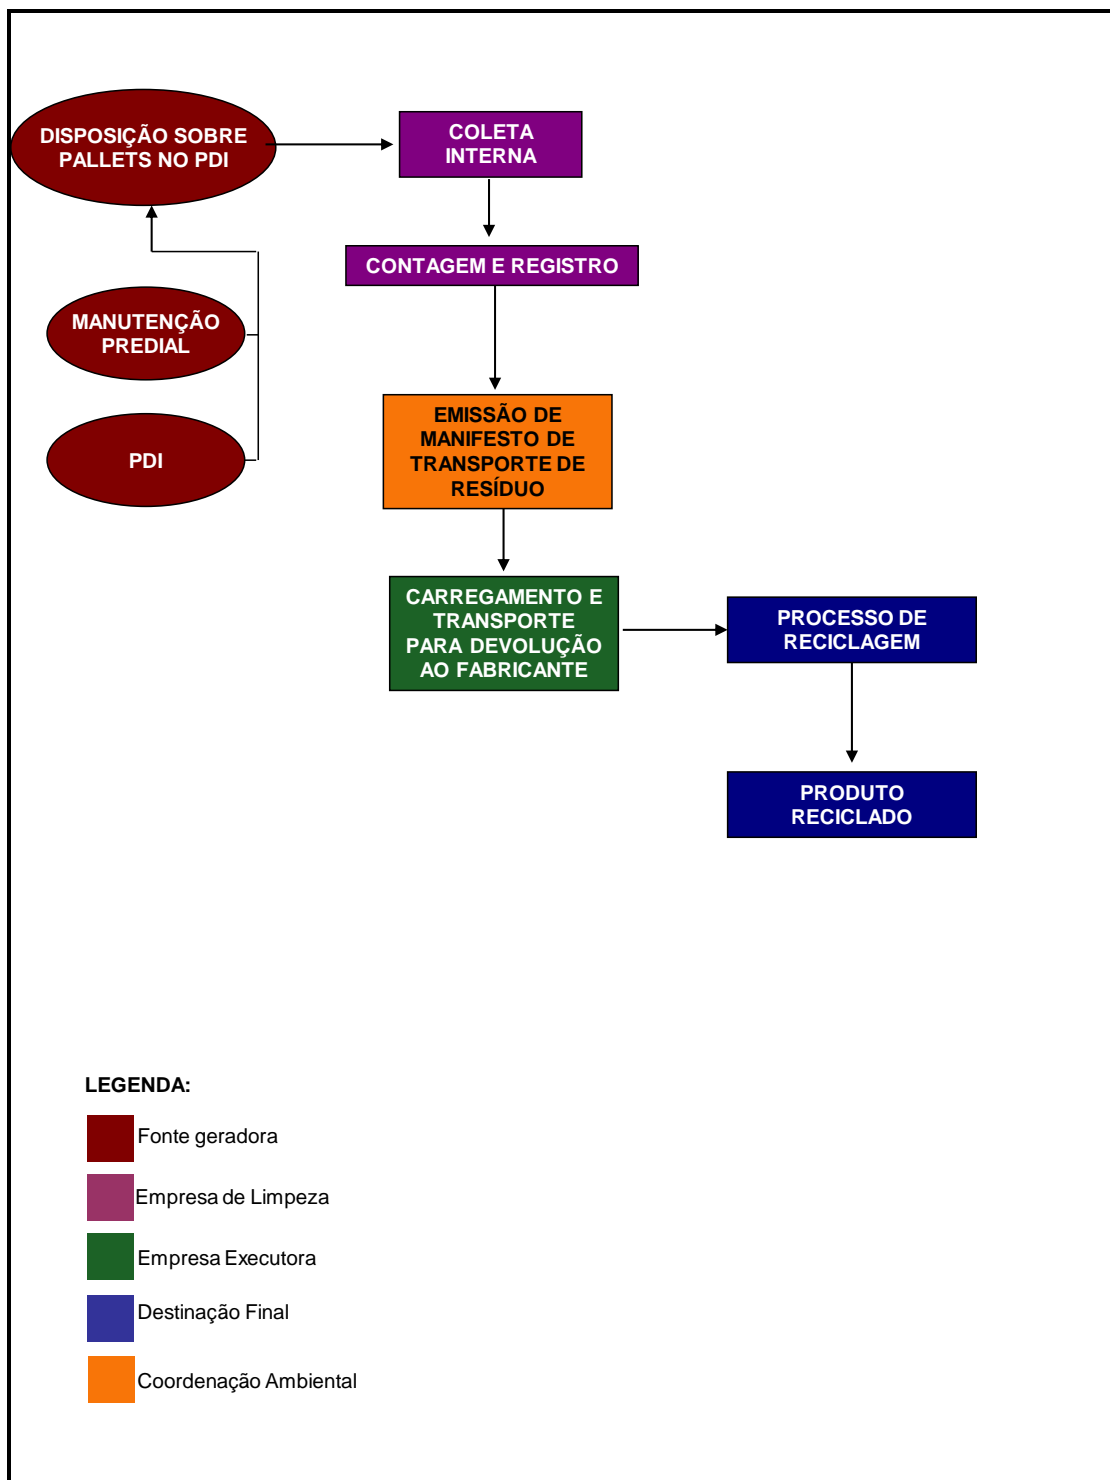 DISPOSIÇÃO SOBRE
PALLETS NO PDI
COLETA
INTERNA
CONTAGEM E REGISTRO
MANUTENÇÃO
PREDIAL
PDI
EMISSÃO DE
MANIFESTO DE
TRANSPORTE DE
RESÍDUO
CARREGAMENTO E
TRANSPORTE
PARA DEVOLUÇÃO
AO FABRICANTE
PROCESSO DE
RECICLAGEM
PRODUTO
RECICLADO
LEGENDA:
Fonte geradora
Empresa de Limpeza
Empresa Executora
Destinação Final
Coordenação Ambiental